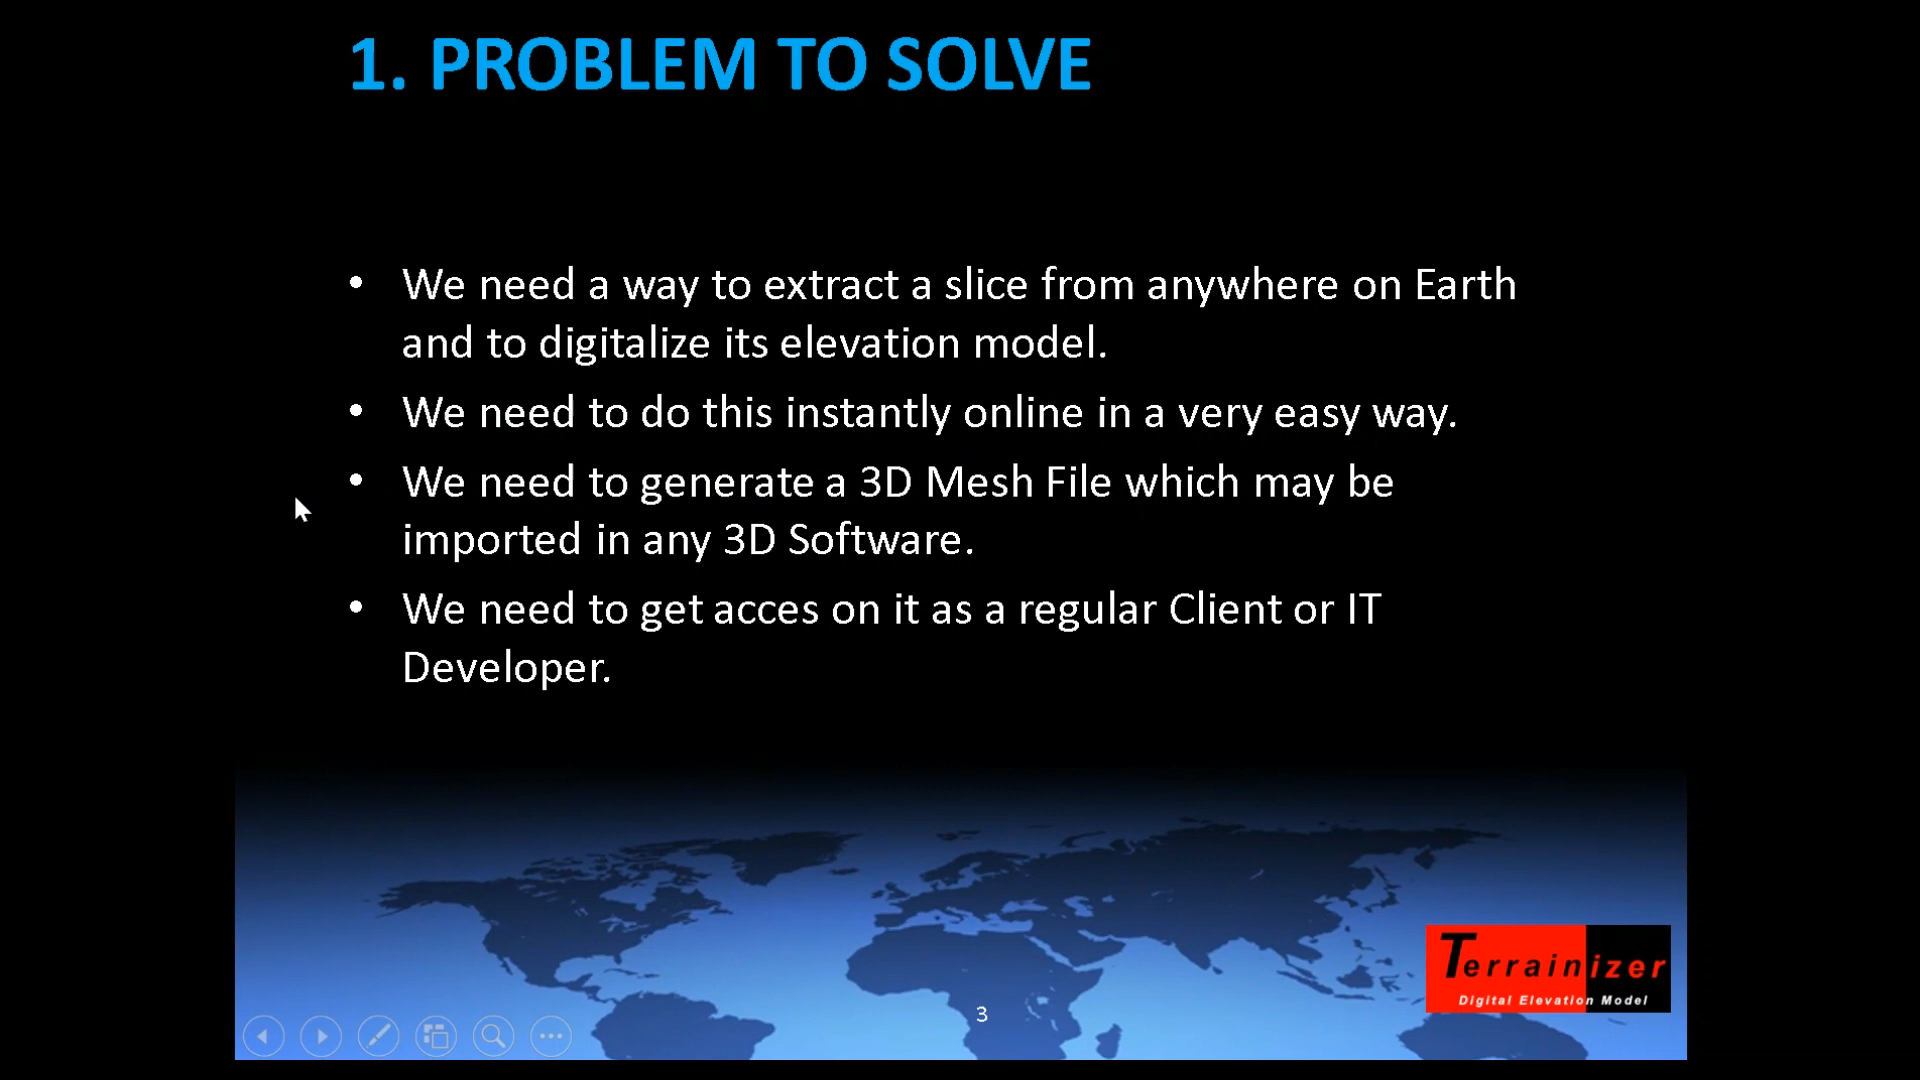 1. PROBLEM TO SOLVE
• We need a way to extract a slice from anywhere on Earth
and to digitalize its elevation model.
• We need to do this instantly online in a very easy way.
• We need to generate a 3D Mesh File which may be
imported in any 3D Software.
• We need to get acces on it as a regular Client or IT
Developer.
Terrainizer
Digital Elevation Model
3